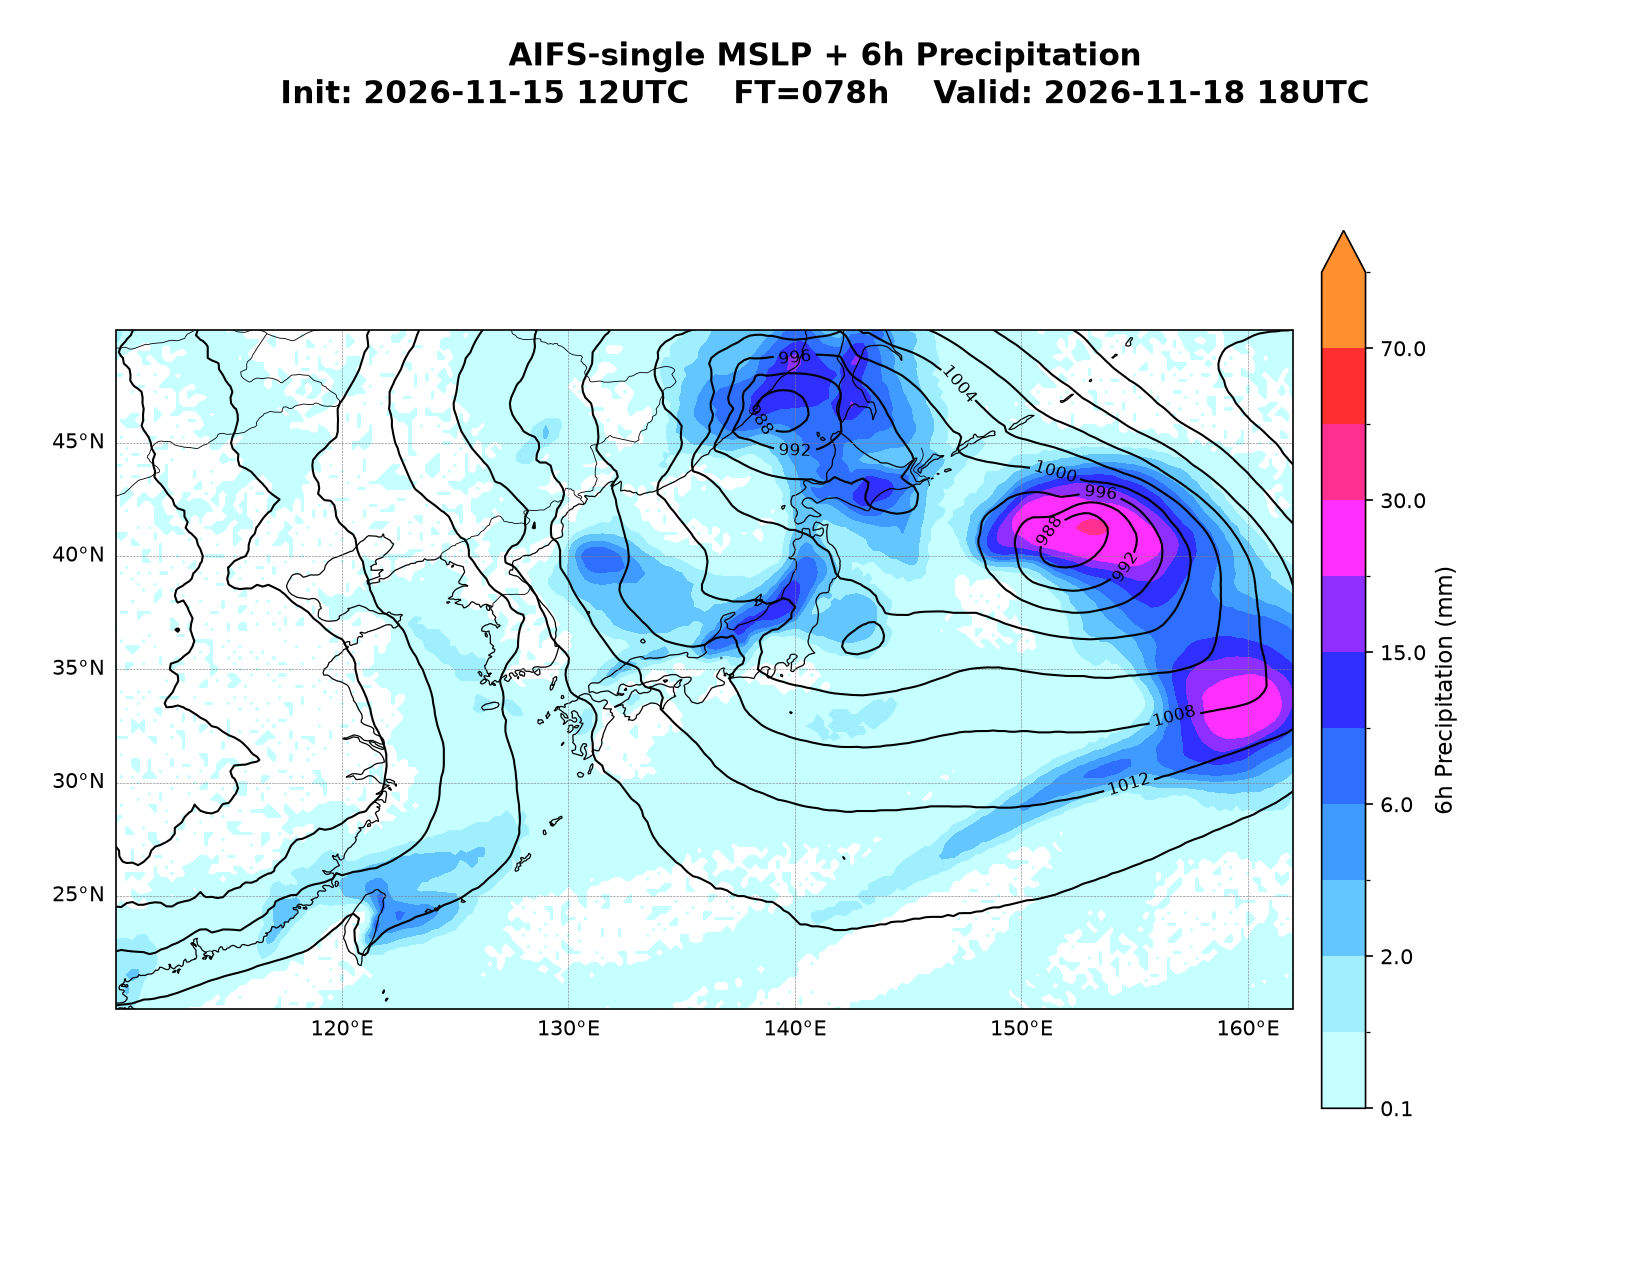 AIFS-single MSLP + 6h Precipitation
Init: 2026-11-15 12UTC    FT=078h    Valid: 2026-11-18 18UTC
70.0
30.0
15.0
6.0
2.0
0.1
6h Precipitation (mm)
45°N
40°N
35°N
30°N
25°N
120°E
130°E
140°E
150°E
160°E
996
1004
988
992
1000
996
988
992
1008
1012